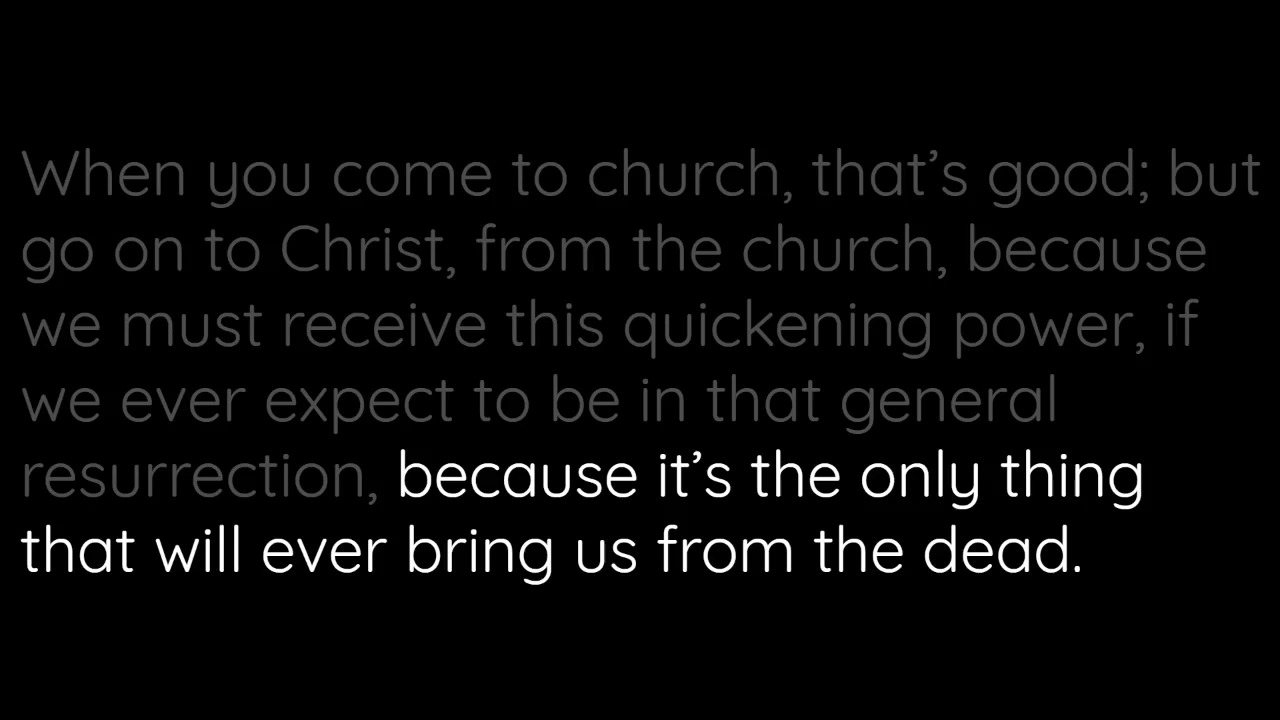 When you come to church, that’s good; but
go on to Christ, from the church, because
we must receive this quickening power, if
we ever expect to be in that general
resurrection, because it’s the only thing
that will ever bring us from the dead.